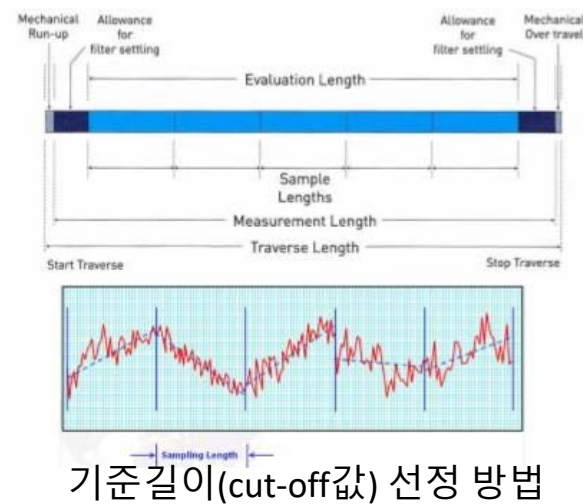 Mechanical
Run-up
Allowance
for
filter settling
Allowance
for
filter settling
Mechanical
Over travel
Evaluation Length
Sample
Lengths
Measurement Length
Traverse Length
Start Traverse
Stop Traverse
Sampling Length
기준길이(cut-off값) 선정 방법